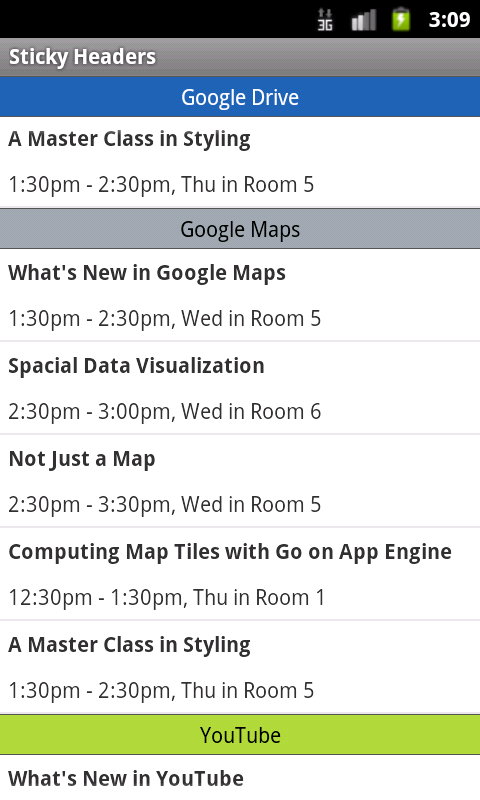 3G 3:09
Sticky Headers
Google Drive
A Master Class in Styling
1:30pm - 2:30pm, Thu in Room 5
Google Maps
What's New in Google Maps
1:30pm - 2:30pm, Wed in Room 5
Spacial Data Visualization
2:30pm - 3:00pm, Wed in Room 6
Not Just a Map
2:30pm - 3:30pm, Wed in Room 5
Computing Map Tiles with Go on App Engine
12:30pm - 1:30pm, Thu in Room 1
A Master Class in Styling
1:30pm - 2:30pm, Thu in Room 5
YouTube
What's New in YouTube